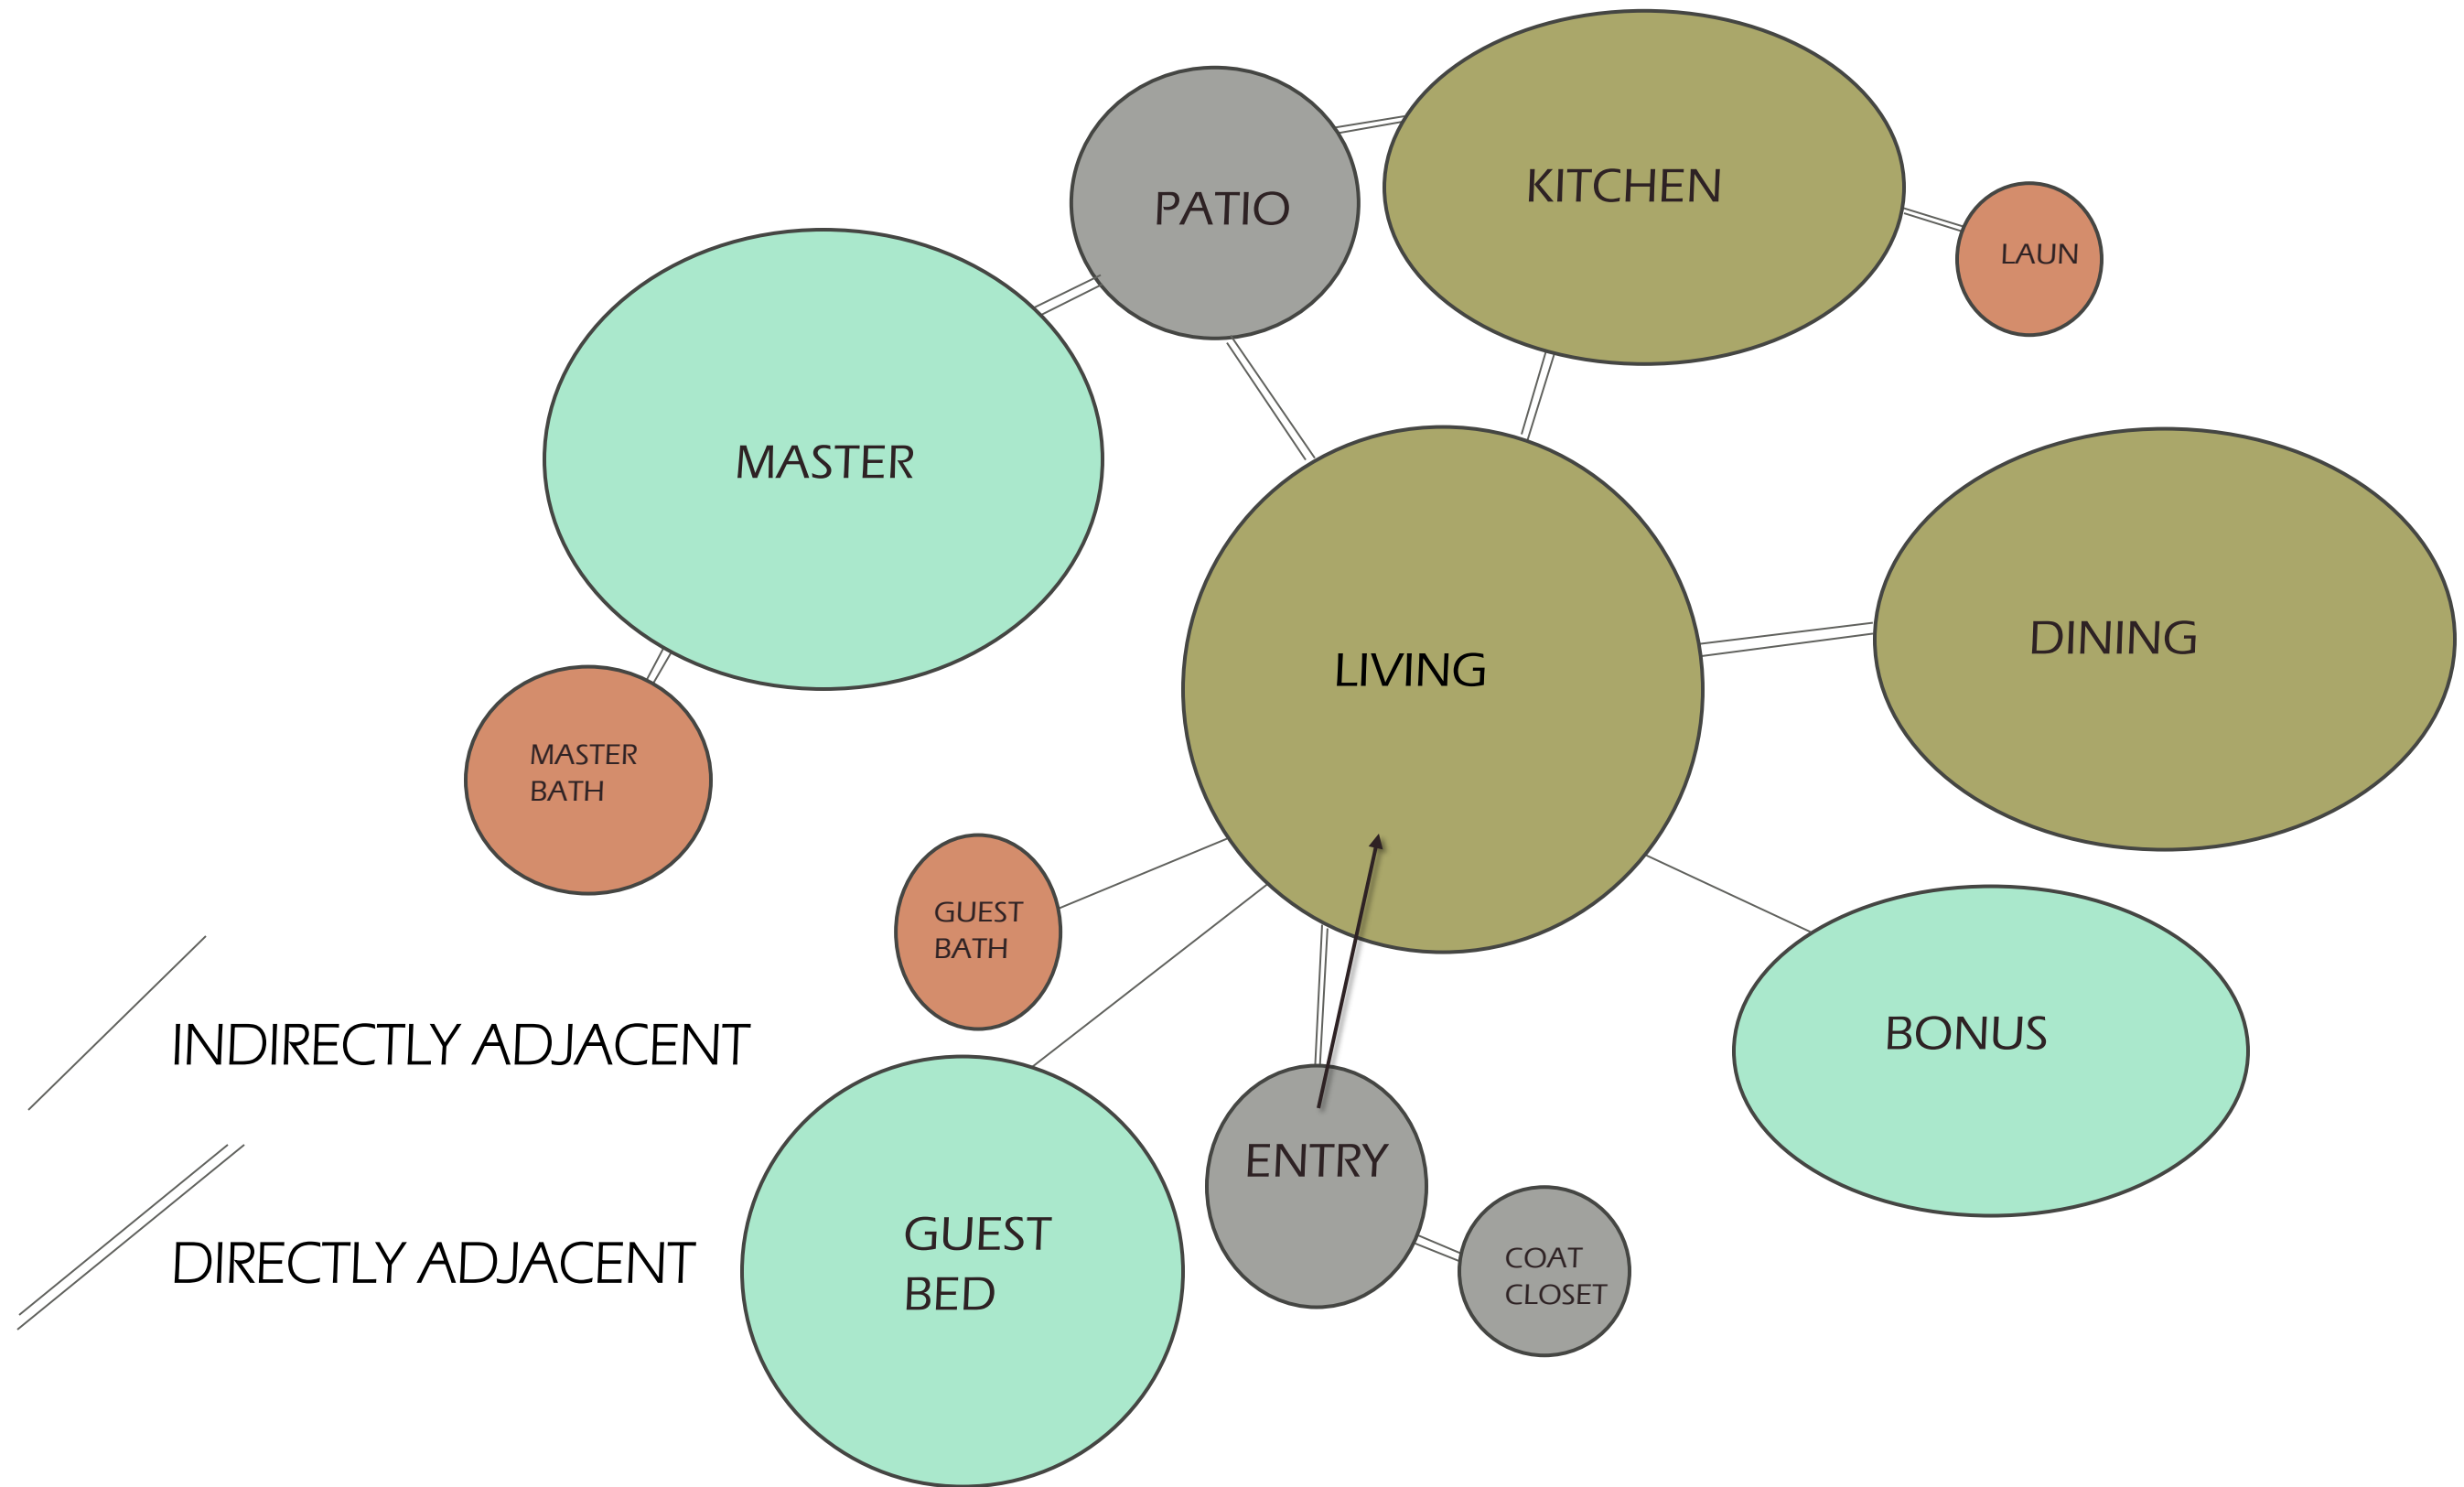 KITCHEN
PATIO
LAUN
MASTER
DINING
LIVING
MASTER
BATH
GUEST
BATH
BONUS
INDIRECTLY ADJACENT
ENTRY
GUEST
BED
DIRECTLY ADJACENT
COAT
CLOSET